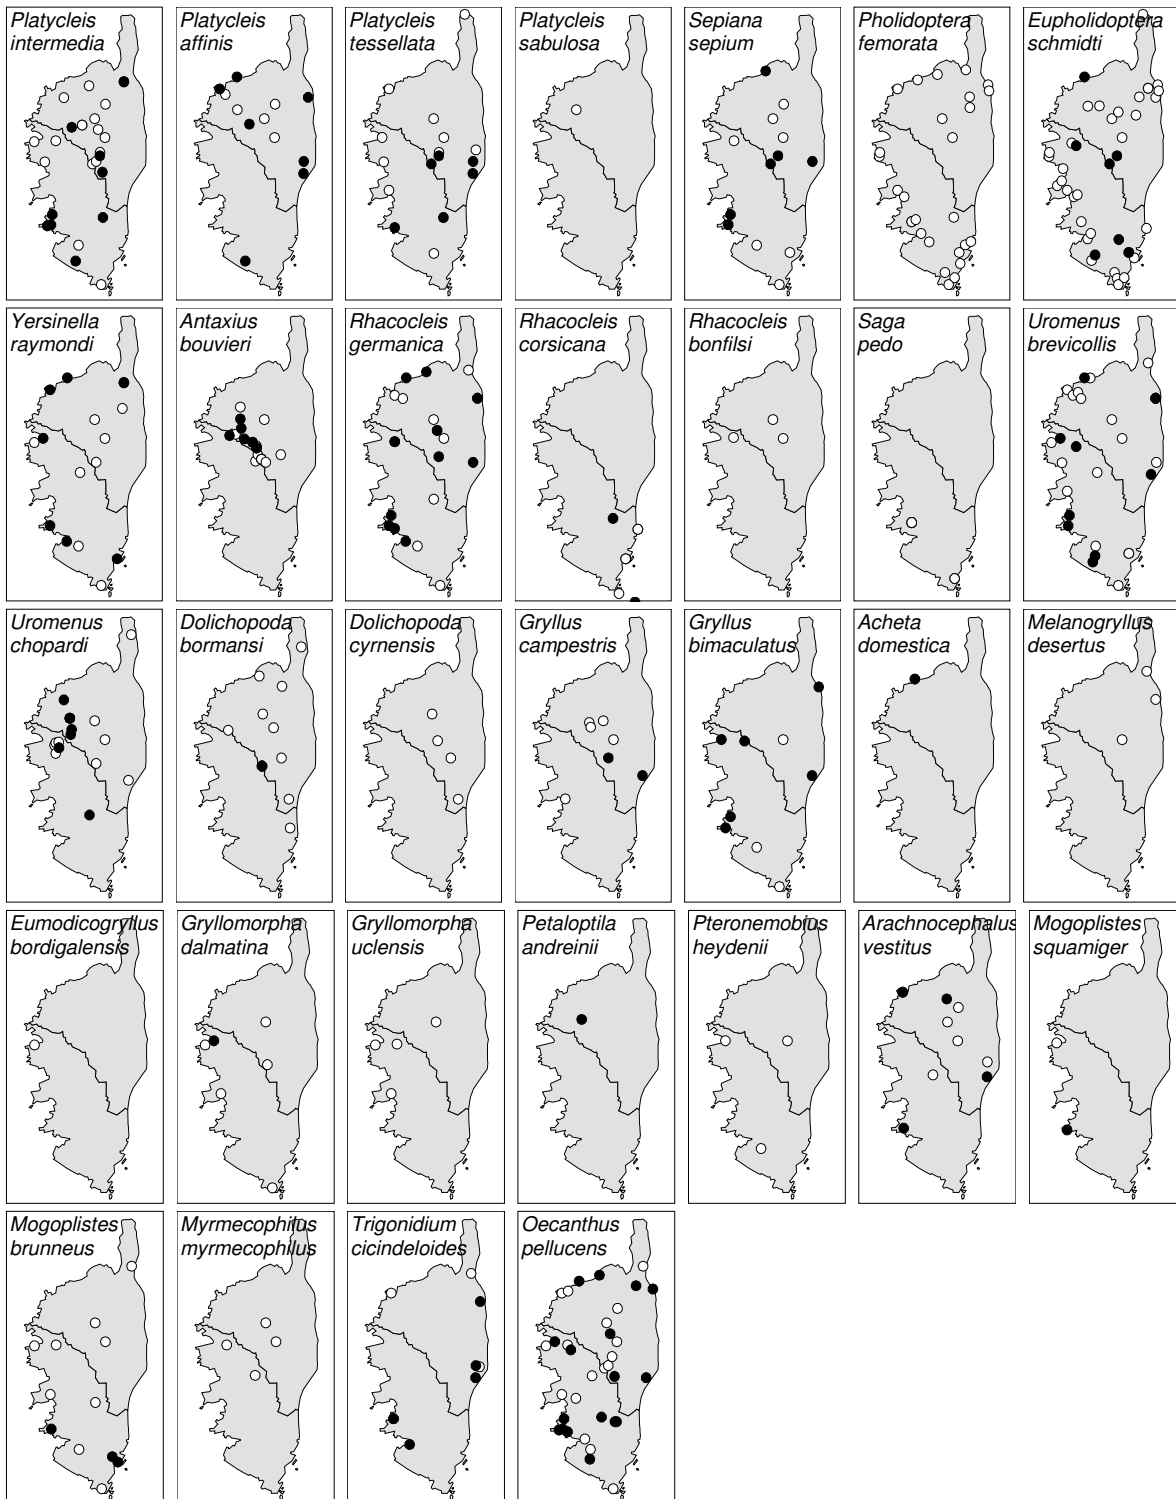 Platycleis
intermedia
Platycleis
affinis
Platycleis
tessellata
Platycleis
sabulosa
Sepiana
sepium
Pholidoptera
femorata
Eupholidoptera
schmidti
Yersinella
raymondi
Antaxius
bouvieri
Rhacocleis
germanica
Rhacocleis
corsicana
Rhacocleis
bonfilsi
Saga
pedo
Uromenus
brevicollis
Uromenus
chopardi
Dolichopoda
bormansi
Dolichopoda
cyrnensis
Gryllus
campestris
Gryllus
bimaculatus
Acheta
domestica
Melanogryllus
desertus
Eumodicogryllus
bordigalensis
Gryllomorpha
dalmatina
Gryllomorpha
uclensis
Petaloptila
andreinii
Pteronemobius
heydenii
Arachnocephalus
vestitus
Mogoplistes
squamiger
Mogoplistes
brunneus
Myrmecophilus
myrmecophilus
Trigonidium
cicindeloides
Oecanthus
pellucens